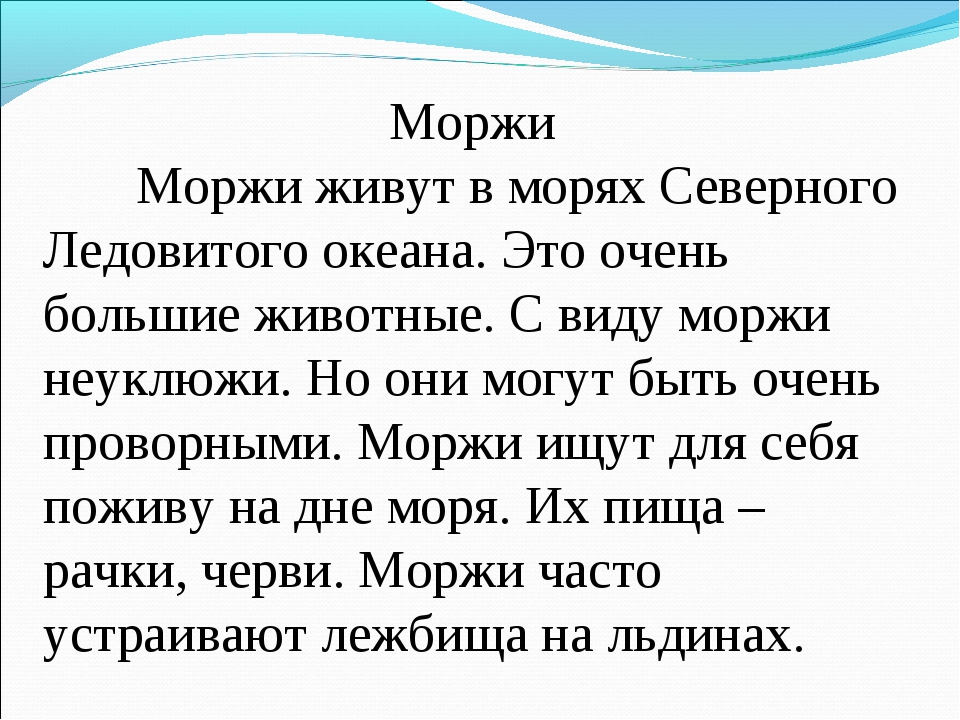 Моржи
Моржи живут в морях Северного
Ледовитого океана. Это очень
большие животные. С виду моржи
неуклюжи. Но они могут быть очень
проворными. Моржи ищут для себя
поживу на дне моря. Их пища –
рачки, черви. Моржи часто
устраивают лежбища на льдинах.